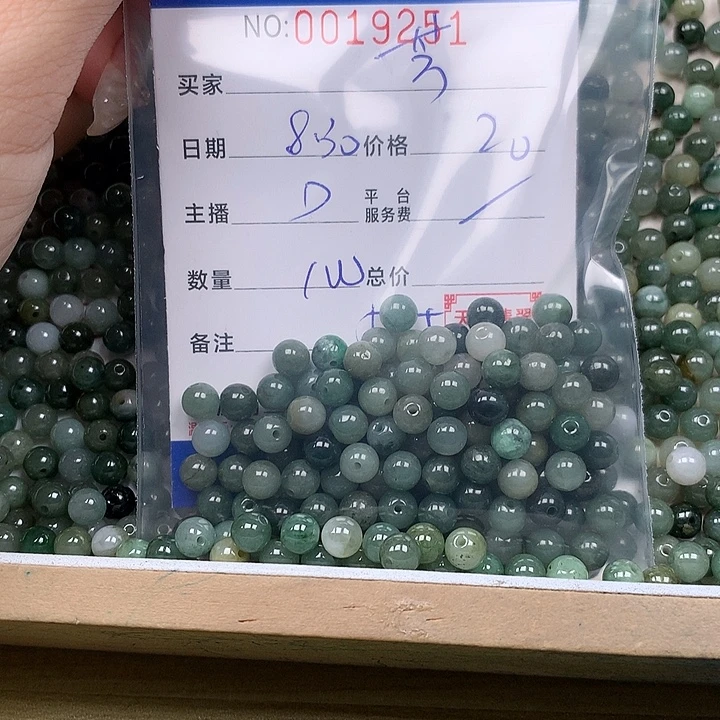 NO:0019251
买家
日期 830 价格 20
主播 D 平台服务费 /
数量 1W 总价
备注